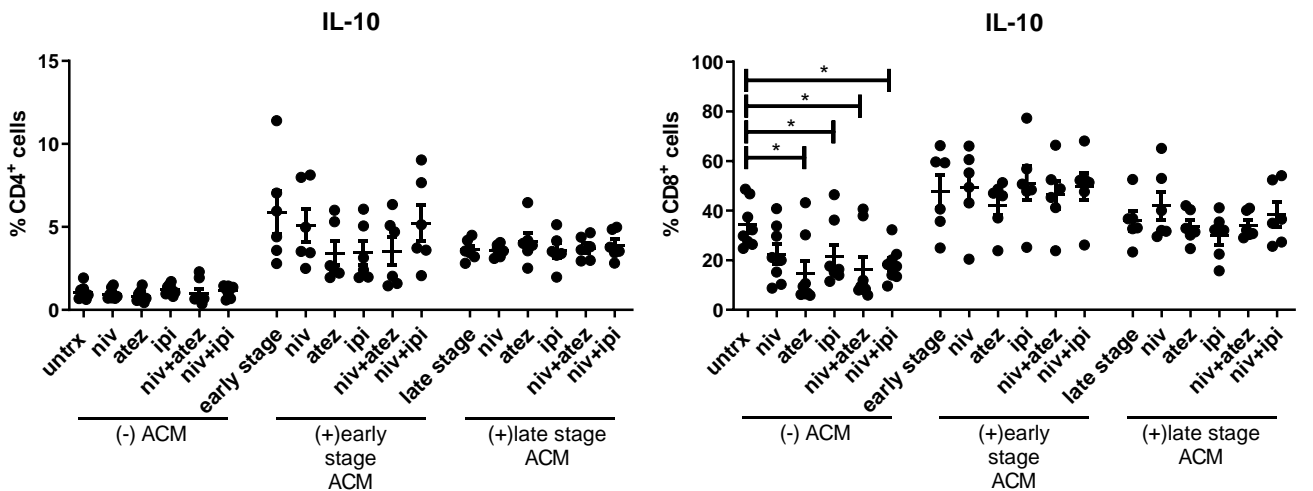 IL-10
% CD4+ cells
15
10
5
0
untrx
niv
atez
ipi
niv+atez
niv+ipi
early stage
niv
atez
ipi
niv+atez
niv+ipi
late stage
niv
atez
ipi
niv+atez
niv+ipi
(-) ACM
(+)early
stage
ACM
(+)late stage
ACM
IL-10
% CD8+ cells
100
80
60
40
20
0
*
*
*
*
untrx
niv
atez
ipi
niv+atez
niv+ipi
early stage
niv
atez
ipi
niv+atez
niv+ipi
late stage
niv
atez
ipi
niv+atez
niv+ipi
(-) ACM
(+)early
stage
ACM
(+)late stage
ACM